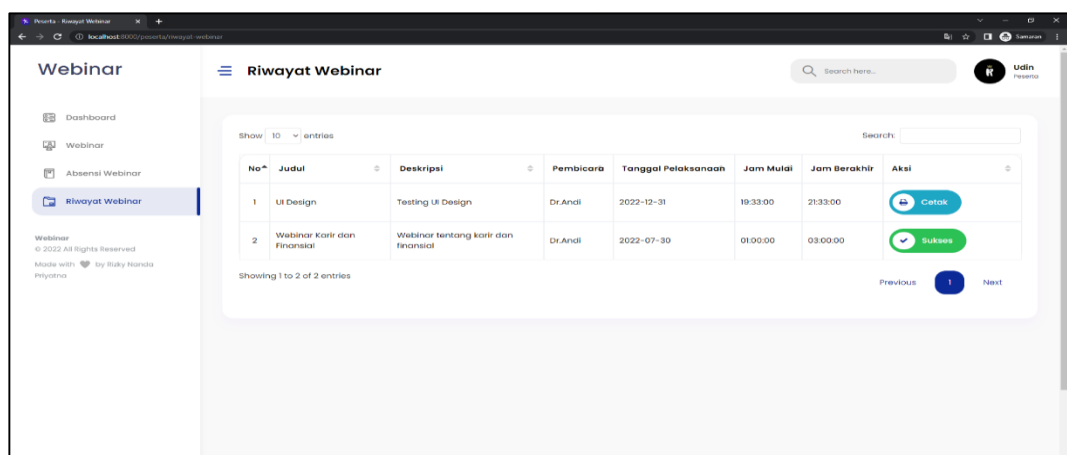 Peserta - Riwayat Webinar
localhost:8000/peserta/riwayat-webinar
Samaran
Webinar
Riwayat Webinar
Search here...
Udin
Peserta
Dashboard
Webinar
Absensi Webinar
Riwayat Webinar
Webinar
© 2022 All Rights Reserved
Made with by Rizky Nanda
Priyatna
Show 10 entries
Search:
No Judul Deskripsi Pembicara Tanggal Pelaksanaan Jam Mulai Jam Berakhir Aksi
1 UI Design Testing UI Design Dr.Andi 2022-12-31 19:33:00 21:33:00 Cetak
2 Webinar Karir dan Finansial Webinar tentang karir dan finansial Dr.Andi 2022-07-30 01:00:00 03:00:00 Sukses
Showing 1 to 2 of 2 entries
Previous 1 Next